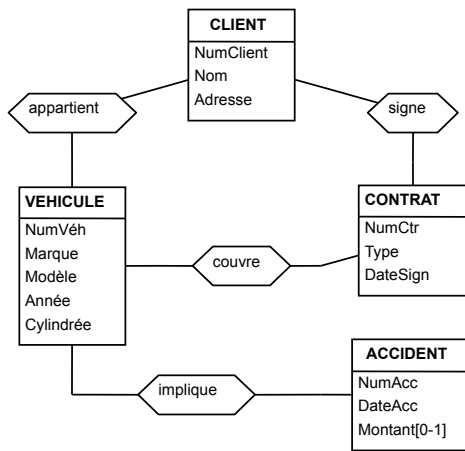 CLIENT
NumClient
Nom
Adresse
appartient
signe
VEHICULE
NumVéh
Marque
Modèle
Année
Cylindrée
couvre
CONTRAT
NumCtr
Type
DateSign
implique
ACCIDENT
NumAcc
DateAcc
Montant[0-1]